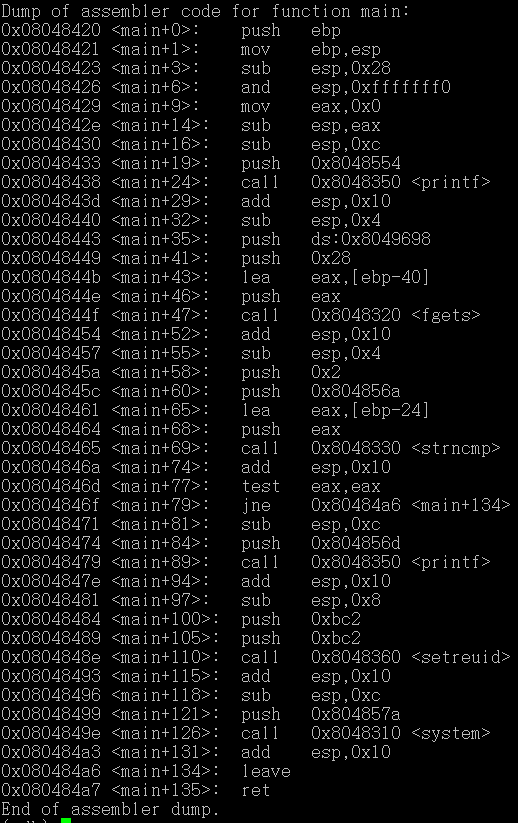 Dump of assembler code for function main:
0x08048420 <main+0>:    push   ebp
0x08048421 <main+1>:    mov    ebp,esp
0x08048423 <main+3>:    sub    esp,0x28
0x08048426 <main+6>:    and    esp,0xfffffff0
0x08048429 <main+9>:    mov    eax,0x0
0x0804842e <main+14>:   sub    esp,eax
0x08048430 <main+16>:   sub    esp,0xc
0x08048433 <main+19>:   push   0x8048554
0x08048438 <main+24>:   call   0x8048350 <printf>
0x0804843d <main+29>:   add    esp,0x10
0x08048440 <main+32>:   sub    esp,0x4
0x08048443 <main+35>:   push   ds:0x8049698
0x08048449 <main+41>:   push   0x28
0x0804844b <main+43>:   lea    eax,[ebp-40]
0x0804844e <main+46>:   push   eax
0x0804844f <main+47>:   call   0x8048320 <fgets>
0x08048454 <main+52>:   add    esp,0x10
0x08048457 <main+55>:   sub    esp,0x4
0x0804845a <main+58>:   push   0x2
0x0804845c <main+60>:   push   0x804856a
0x08048461 <main+65>:   lea    eax,[ebp-24]
0x08048464 <main+68>:   push   eax
0x08048465 <main+69>:   call   0x8048330 <strncmp>
0x0804846a <main+74>:   add    esp,0x10
0x0804846d <main+77>:   test   eax,eax
0x0804846f <main+79>:   jne    0x80484a6 <main+134>
0x08048471 <main+81>:   sub    esp,0xc
0x08048474 <main+84>:   push   0x804856d
0x08048479 <main+89>:   call   0x8048350 <printf>
0x0804847e <main+94>:   add    esp,0x10
0x08048481 <main+97>:   sub    esp,0x8
0x08048484 <main+100>:  push   0xbc2
0x08048489 <main+105>:  push   0xbc2
0x0804848e <main+110>:  call   0x8048360 <setreuid>
0x08048493 <main+115>:  add    esp,0x10
0x08048496 <main+118>:  sub    esp,0xc
0x08048499 <main+121>:  push   0x804857a
0x0804849e <main+126>:  call   0x8048310 <system>
0x080484a3 <main+131>:  add    esp,0x10
0x080484a6 <main+134>:  leave
0x080484a7 <main+135>:  ret
End of assembler dump.